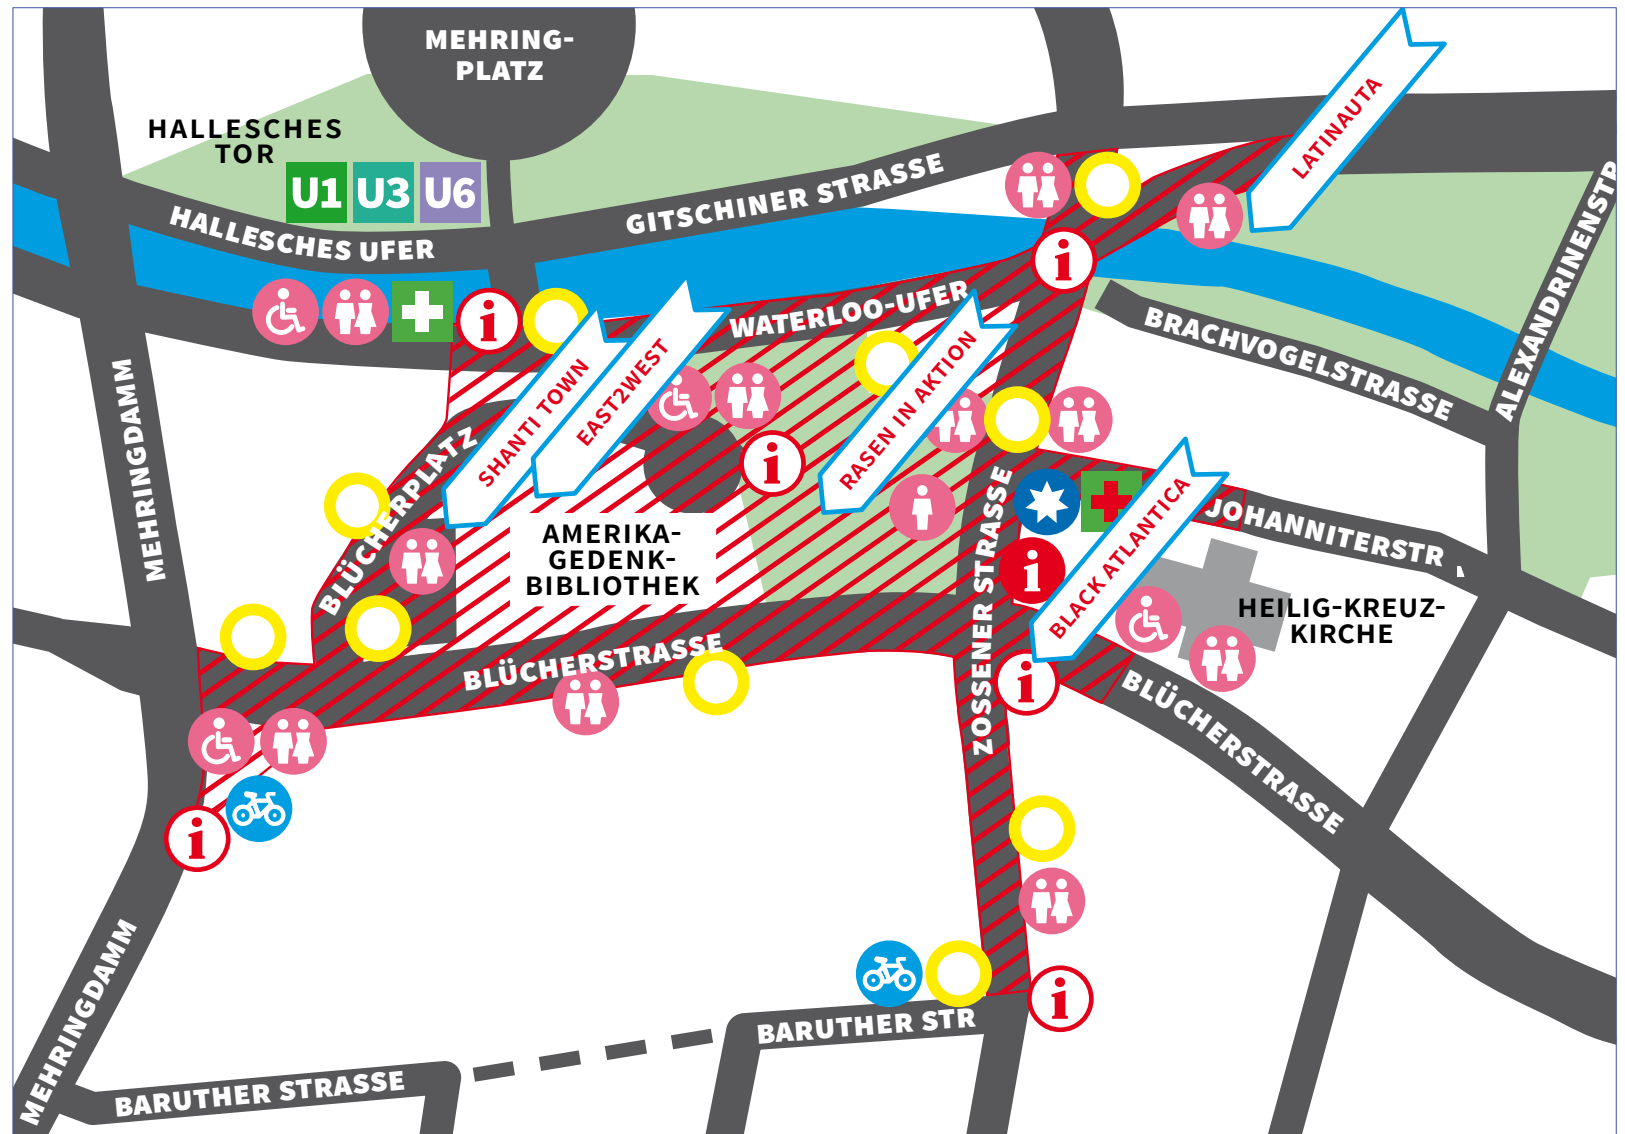 MEHRING-
PLATZ
HALLESCHES
TOR
U1 U3 U6
HALLESCHES UFER
GITSCHINER STRASSE
LATINAUTA
WATERLOO-UFER
BRACHVOGELSTRASSE
ALEXANDRINENSTR
MEHRINGDAMM
BLÜCHERPLATZ
SHANTI TOWN
EAST2WEST
RASEN IN AKTION
AMERIKA-
GEDENK-
BIBLIOTHEK
ZOSSENER STRASSE
BLACK ATLANTICA
JOHANNITERSTR.
HEILIG-KREUZ-
KIRCHE
BLÜCHERSTRASSE
BLÜCHERSTRASSE
i
i
i
i
i
i
i
MEHRINGDAMM
BARUTHER STR
BARUTHER STRASSE